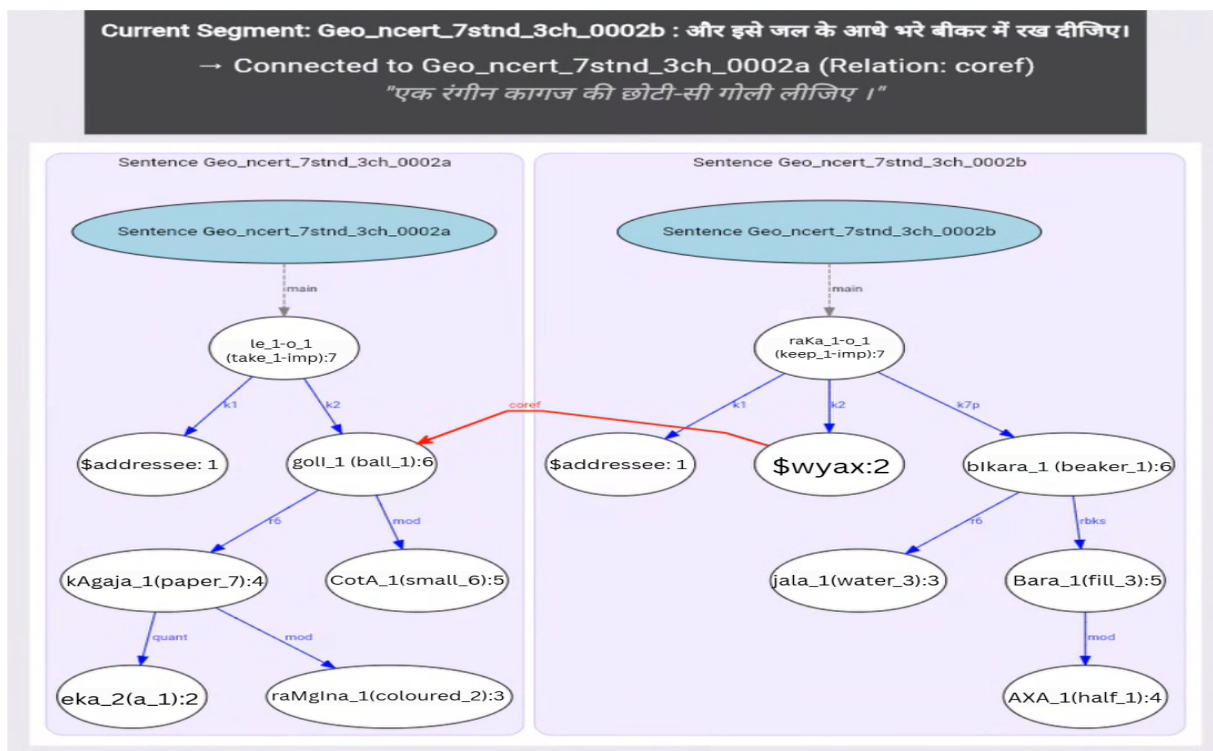 Current Segment: Geo_ncert_7stnd_3ch_0002b : और इसे जल के आधे भरे बीकर में रख दीजिए।
→ Connected to Geo_ncert_7stnd_3ch_0002a (Relation: coref)
"एक रंगीन कागज की छोटी-सी गोली लीजिए ।"
Sentence Geo_ncert_7stnd_3ch_0002a
Sentence Geo_ncert_7stnd_3ch_0002a
main
le_1-o_1
(take_1-imp):7
k1
k2
$addressee: 1
golI_1 (ball_1):6
r6
mod
kAgaja_1(paper_7):4
CotA_1(small_6):5
quant
mod
eka_2(a_1):2
raMgIna_1(coloured_2):3
coref
Sentence Geo_ncert_7stnd_3ch_0002b
Sentence Geo_ncert_7stnd_3ch_0002b
main
raKa_1-o_1
(keep_1-imp):7
k1
k2
k7p
$addressee: 1
$wyax:2
bIkara_1 (beaker_1):6
r6
rbks
jala_1(water_3):3
Bara_1(fill_3):5
mod
AXA_1(half_1):4